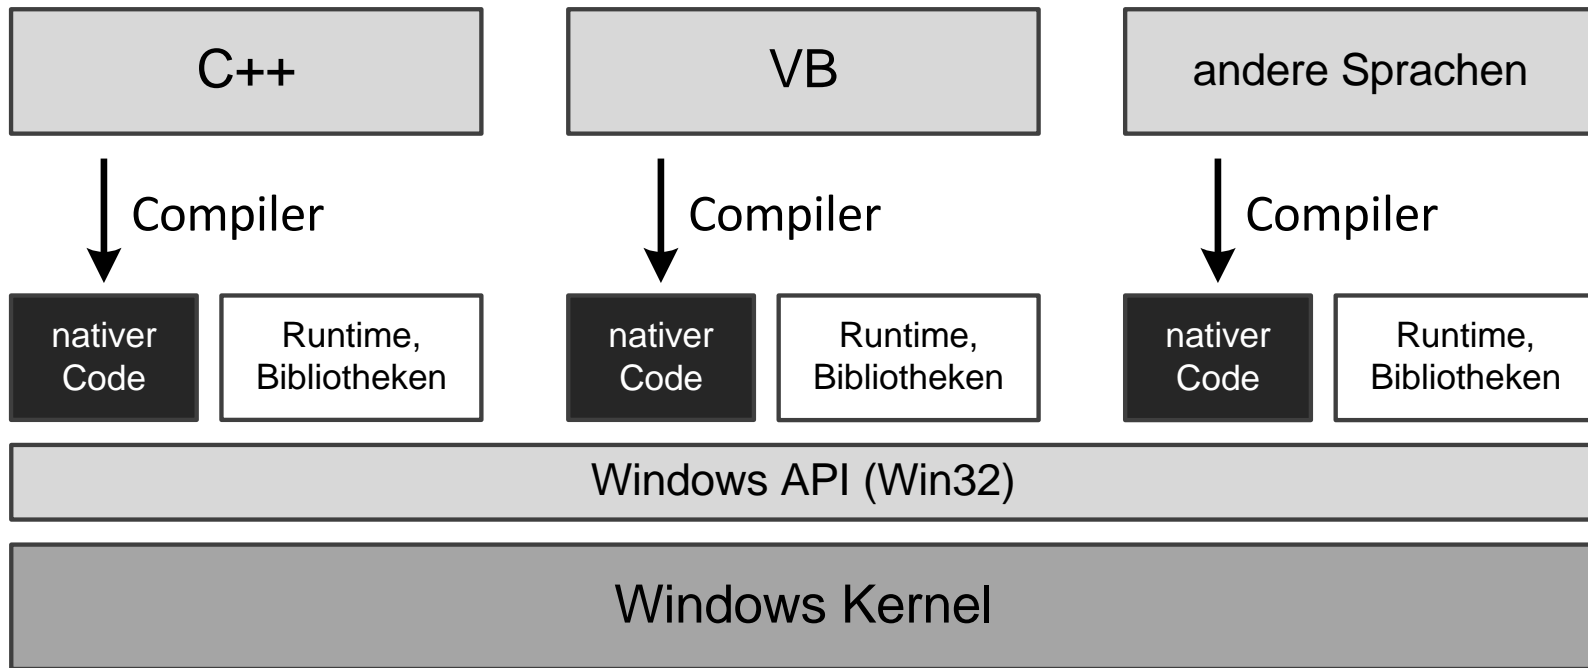 C++
VB
andere Sprachen
Compiler
Compiler
Compiler
nativer
Code
Runtime,
Bibliotheken
nativer
Code
Runtime,
Bibliotheken
nativer
Code
Runtime,
Bibliotheken
Windows API (Win32)
Windows Kernel